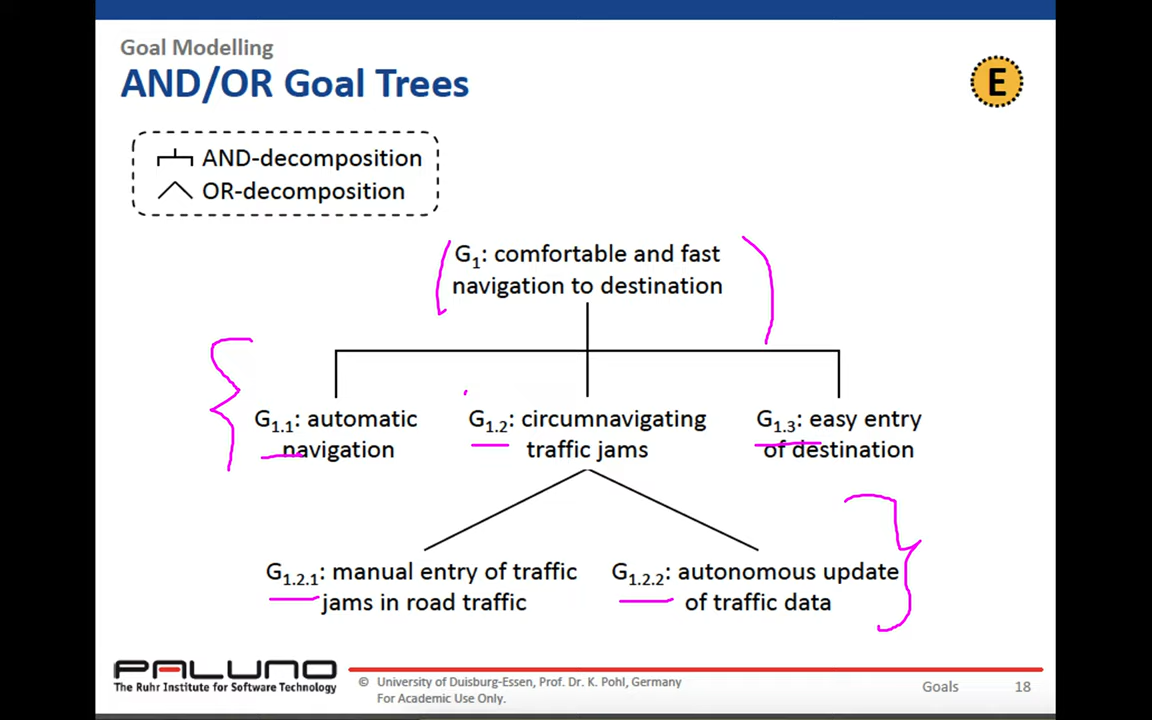 Goal Modelling
AND/OR Goal Trees
E
AND-decomposition
OR-decomposition
G1: comfortable and fast
navigation to destination
G1.1: automatic
navigation
G1.2: circumnavigating
traffic jams
G1.3: easy entry
of destination
G1.2.1: manual entry of traffic
jams in road traffic
G1.2.2: autonomous update
of traffic data
PALUNO
The Ruhr Institute for Software Technology
© University of Duisburg-Essen, Prof. Dr. K. Pohl, Germany
For Academic Use Only.
Goals 18